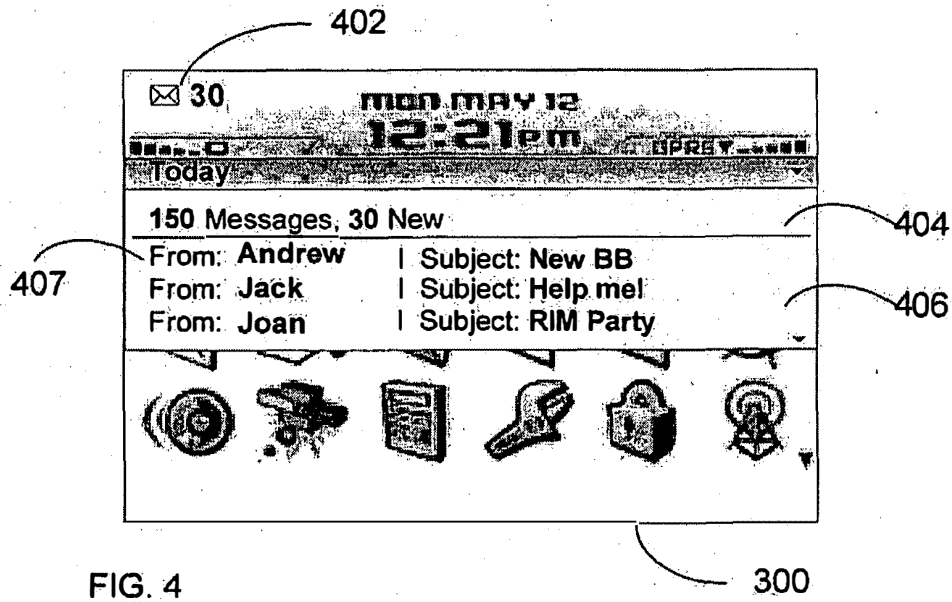 402
30
MON MAY 12
12:21PM
GPRS
Today
150 Messages, 30 New
404
From: Andrew | Subject: New BB
407
From: Jack | Subject: Help me!
406
From: Joan | Subject: RIM Party
300
FIG. 4